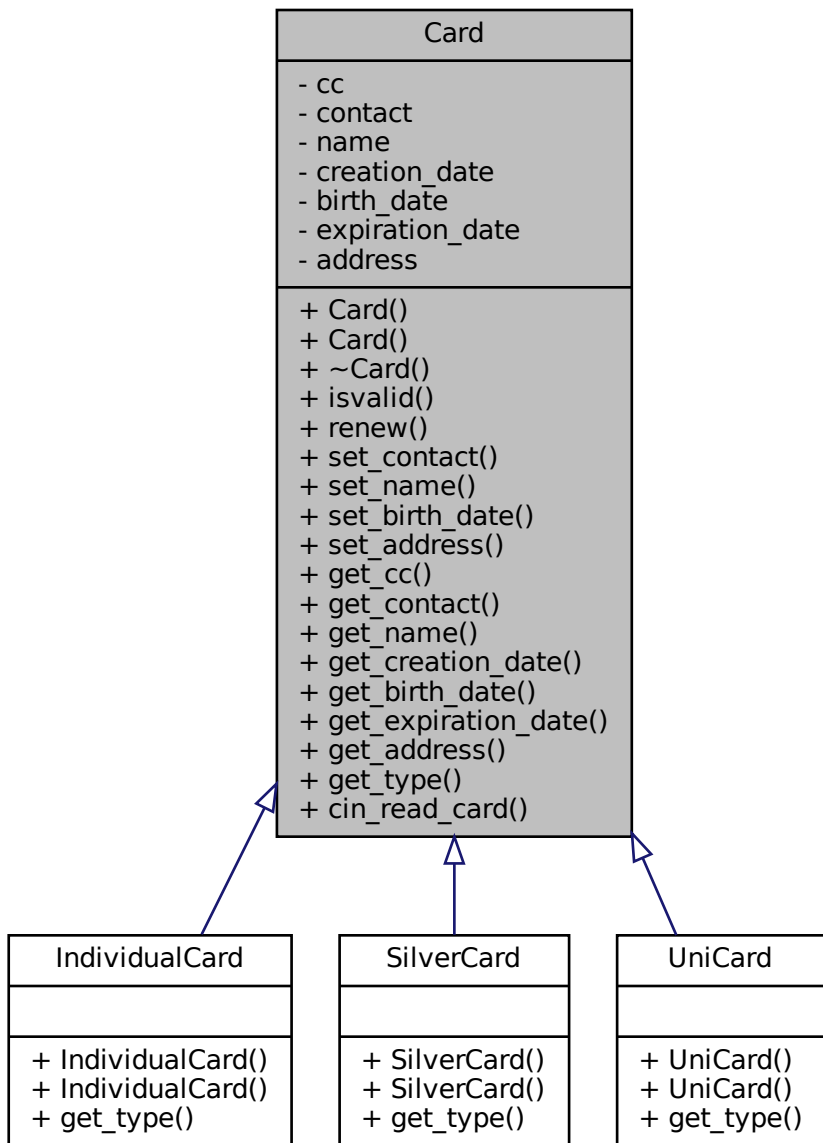 Card
- cc
- contact
- name
- creation_date
- birth_date
- expiration_date
- address
+ Card()
+ Card()
+ ~Card()
+ isvalid()
+ renew()
+ set_contact()
+ set_name()
+ set_birth_date()
+ set_address()
+ get_cc()
+ get_contact()
+ get_name()
+ get_creation_date()
+ get_birth_date()
+ get_expiration_date()
+ get_address()
+ get_type()
+ cin_read_card()
IndividualCard
+ IndividualCard()
+ IndividualCard()
+ get_type()
SilverCard
+ SilverCard()
+ SilverCard()
+ get_type()
UniCard
+ UniCard()
+ UniCard()
+ get_type()